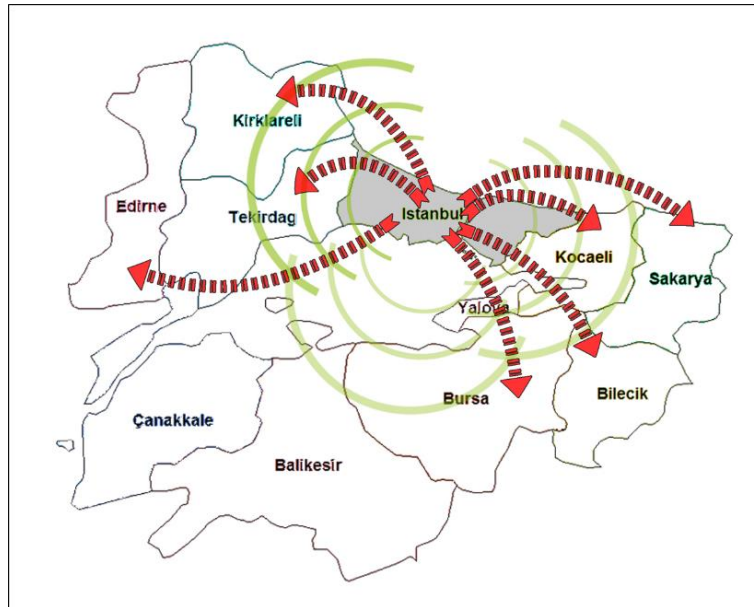 Kirklareli
Edirne
Tekirdag
Istanbul
Kocaeli
Sakarya
Yalova
Çanakkale
Bursa
Bilecik
Balikesir